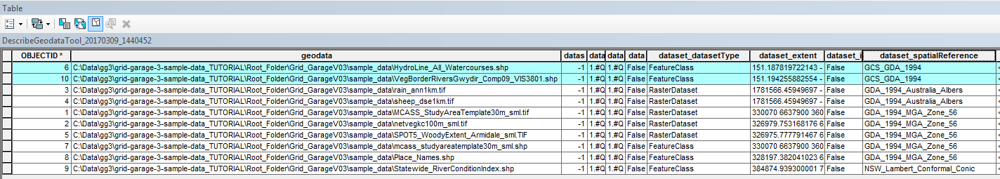 Table
DescribeGeodataTool_20170309_1440452
OBJECTID * geodata datas data data data dataset_datasetType dataset_extent dataset_i dataset_spatialReference
6 C:\Data\gg3\grid-garage-3-sample-data_TUTORIAL\Root_Folder\Grid_GarageV03\sample_data\HydroLine_All_Watercourses.shp -1 1.#Q 1.#Q False FeatureClass 151.187819722143 - False GCS_GDA_1994
10 C:\Data\gg3\grid-garage-3-sample-data_TUTORIAL\Root_Folder\Grid_GarageV03\sample_data\VegBorderRiversGwydir_Comp09_VIS3801.shp -1 1.#Q 1.#Q False FeatureClass 151.194255882554 - False GCS_GDA_1994
3 C:\Data\gg3\grid-garage-3-sample-data_TUTORIAL\Root_Folder\Grid_GarageV03\sample_data\rain_ann1km.tif -1 1.#Q 1.#Q False RasterDataset 1781566.45949697 - False GDA_1994_Australia_Albers
4 C:\Data\gg3\grid-garage-3-sample-data_TUTORIAL\Root_Folder\Grid_GarageV03\sample_data\sheep_dse1km.tif -1 1.#Q 1.#Q False RasterDataset 1781566.45949697 - False GDA_1994_Australia_Albers
1 C:\Data\gg3\grid-garage-3-sample-data_TUTORIAL\Root_Folder\Grid_GarageV03\sample_data\MCASS_StudyAreaTemplate30m_sml.tif -1 1.#Q 1.#Q False RasterDataset 330070 6637900 360 False GDA_1994_MGA_Zone_56
2 C:\Data\gg3\grid-garage-3-sample-data_TUTORIAL\Root_Folder\Grid_GarageV03\sample_data\netvegkc100m_sml.tif -1 1.#Q 1.#Q False RasterDataset 326979.753168176 6 False GDA_1994_MGA_Zone_56
5 C:\Data\gg3\grid-garage-3-sample-data_TUTORIAL\Root_Folder\Grid_GarageV03\sample_data\SPOT5_WoodyExtent_Armidale_sml.TIF -1 1.#Q 1.#Q False RasterDataset 326975.777791467 6 False GDA_1994_MGA_Zone_56
7 C:\Data\gg3\grid-garage-3-sample-data_TUTORIAL\Root_Folder\Grid_GarageV03\sample_data\mcass_studyareatemplate30m_sml.shp -1 1.#Q 1.#Q False FeatureClass 330070 6637900 360 False GDA_1994_MGA_Zone_56
8 C:\Data\gg3\grid-garage-3-sample-data_TUTORIAL\Root_Folder\Grid_GarageV03\sample_data\Place_Names.shp -1 1.#Q 1.#Q False FeatureClass 328197.382041023 6 False GDA_1994_MGA_Zone_56
9 C:\Data\gg3\grid-garage-3-sample-data_TUTORIAL\Root_Folder\Grid_GarageV03\sample_data\Statewide_RiverConditionIndex.shp -1 1.#Q 1.#Q False FeatureClass 384874.939300001 7 False NSW_Lambert_Conformal_Conic